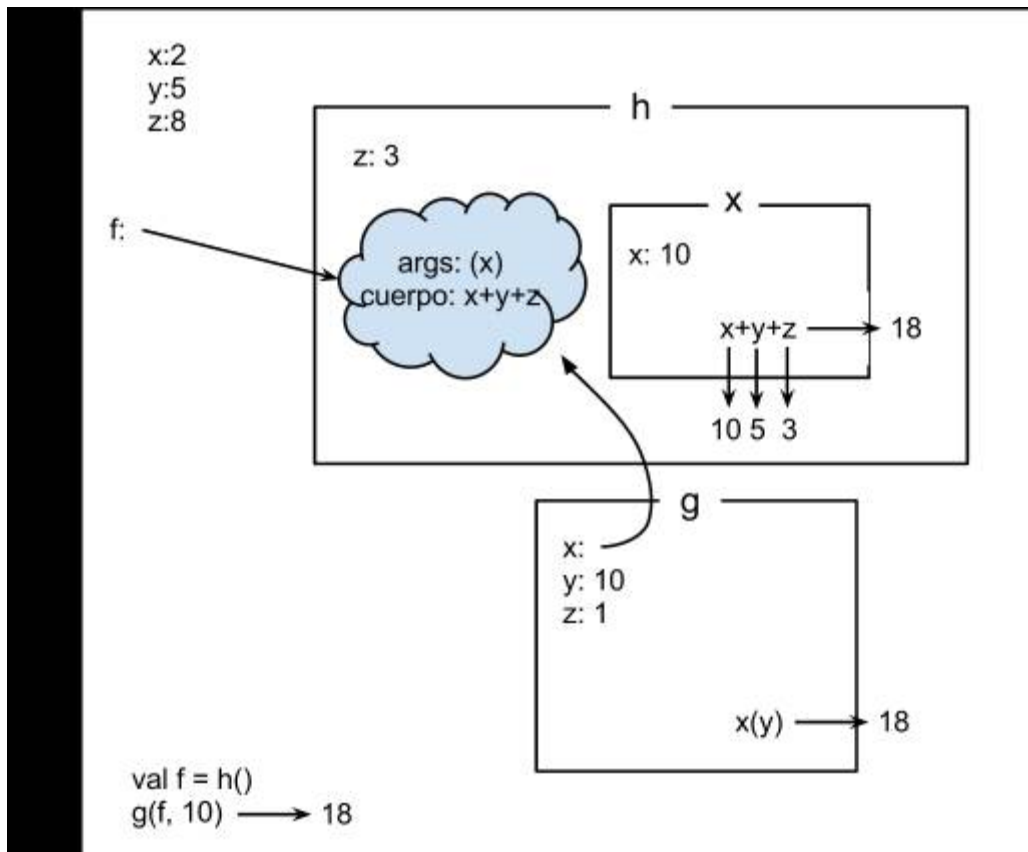 x:2
y:5
z:8
h
z: 3
x
f:
args: (x)
cuerpo: x+y+z
x: 10
x+y+z
18
10 5 3
g
x:
y: 10
z: 1
x(y)
18
val f = h()
g(f, 10)
18